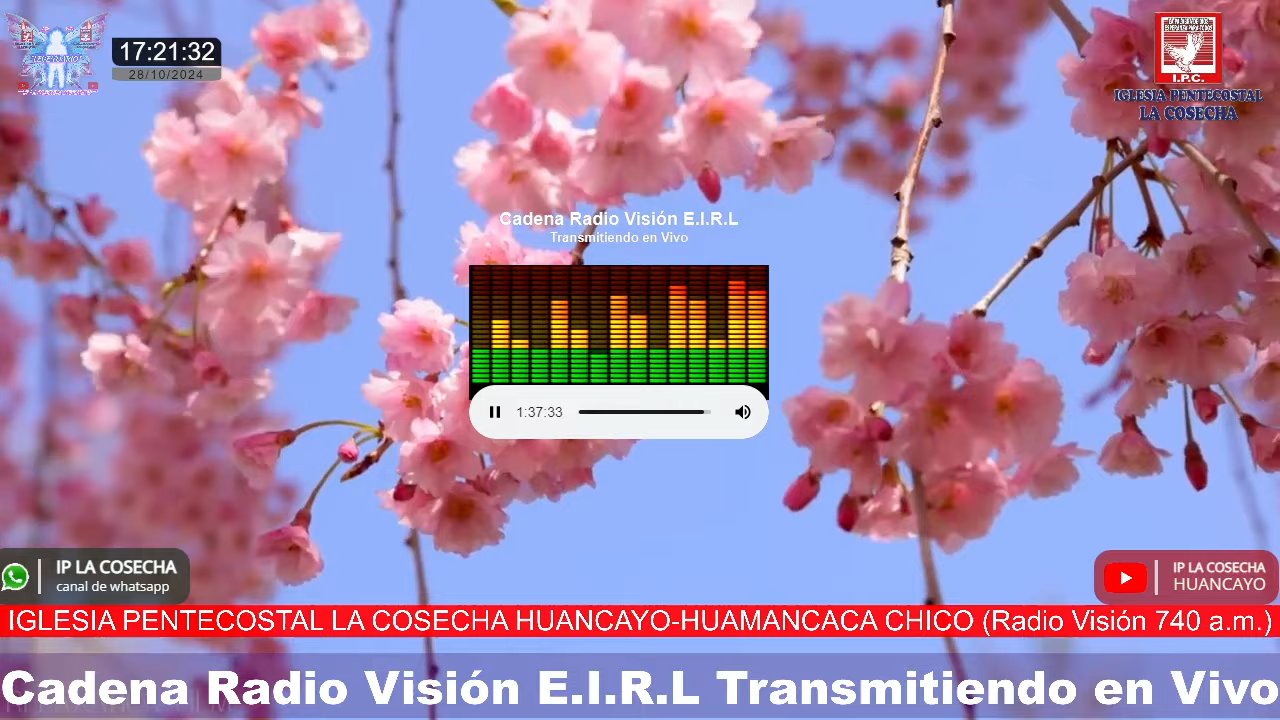 17:21:32
28/10/2024
I.P.C.
IGLESIA PENTECOSTAL
LA COSECHA
Cadena Radio Visión E.I.R.L
Transmitiendo en Vivo
1:37:33
IP LA COSECHA
canal de whatsapp
IP LA COSECHA
HUANCAYO
IGLESIA PENTECOSTAL LA COSECHA HUANCAYO-HUAMANCACA CHICO (Radio Visión 740 a.m.)
Cadena Radio Visión E.I.R.L Transmitiendo en Vivo